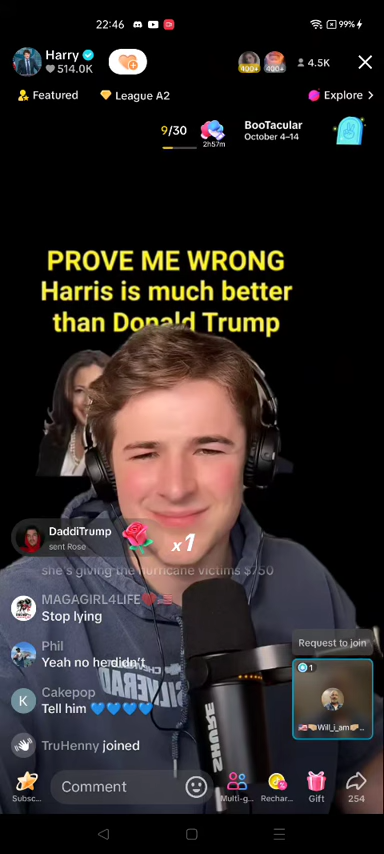 22:46
99%
Harry
514.0K
400+
400+
4.5K
Featured
League A2
Explore
9/30
2h57m
BooTacular
October 4–14
PROVE ME WRONG
Harris is much better
than Donald Trump
DaddiTrump
sent Rose
x1
she's giving the hurricane victims $750
MAGAGIRL4LIFE
Stop lying
Phil
Yeah no he didn't
K
Cakepop
Tell him 💙💙💙💙
TruHenny joined
SHURE
Request to join
1
Will_i_am
Subsc...
Comment
Multi-g...
Rechar...
Gift
254